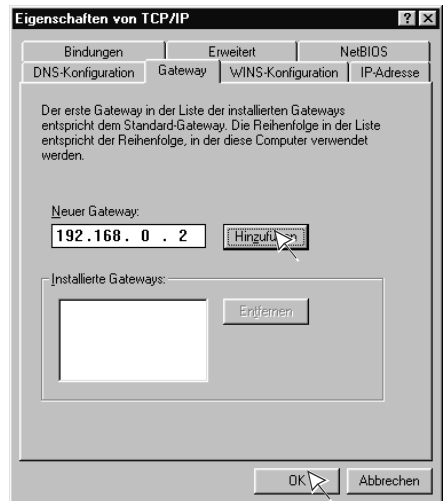 Eigenschaften von TCP/IP
Bindungen Erweitert NetBIOS
DNS-Konfiguration Gateway WINS-Konfiguration IP-Adresse
Der erste Gateway in der Liste der installierten Gateways
entspricht dem Standard-Gateway. Die Reihenfolge in der Liste
entspricht der Reihenfolge, in der diese Computer verwendet
werden.
Neuer Gateway:
192.168. 0 . 2 Hinzufügen
Installierte Gateways:
Entfernen
OK Abbrechen